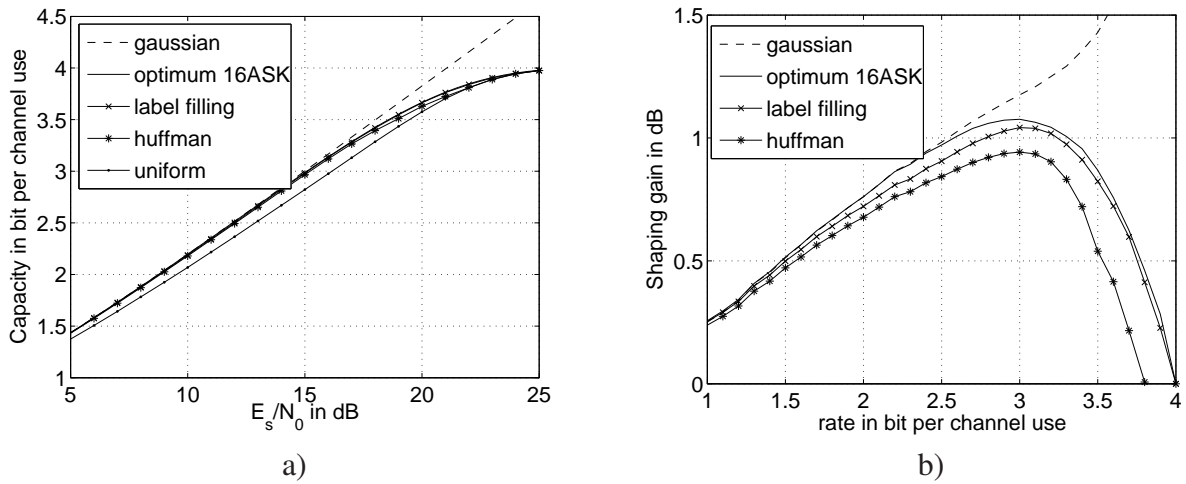 4.5
4
3.5
3
2.5
2
1.5
1
5
10
15
20
25
Capacity in bit per channel use
E_s/N_0 in dB
gaussian
optimum 16ASK
label filling
huffman
uniform
a)
1.5
1
0.5
0
1
1.5
2
2.5
3
3.5
4
Shaping gain in dB
rate in bit per channel use
gaussian
optimum 16ASK
label filling
huffman
b)